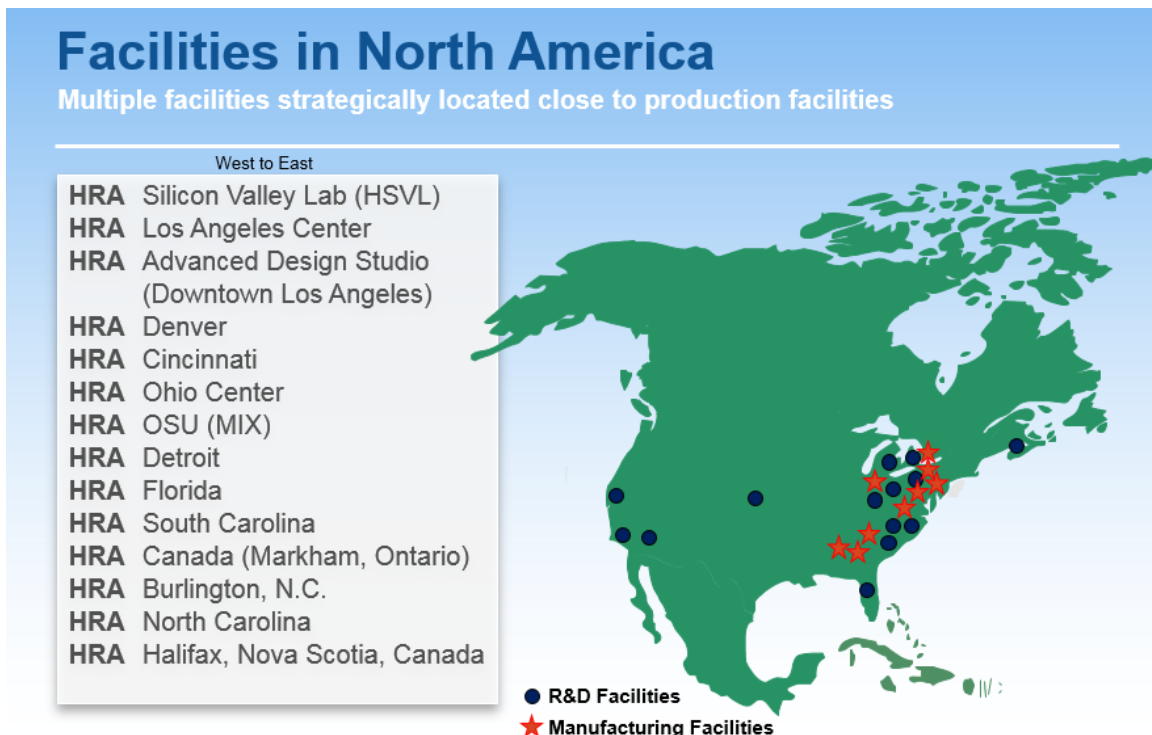 Facilities in North America
Multiple facilities strategically located close to production facilities
West to East
HRA Silicon Valley Lab (HSVL)
HRA Los Angeles Center
HRA Advanced Design Studio
(Downtown Los Angeles)
HRA Denver
HRA Cincinnati
HRA Ohio Center
HRA OSU (MIX)
HRA Detroit
HRA Florida
HRA South Carolina
HRA Canada (Markham, Ontario)
HRA Burlington, N.C.
HRA North Carolina
HRA Halifax, Nova Scotia, Canada
R&D Facilities
Manufacturing Facilities